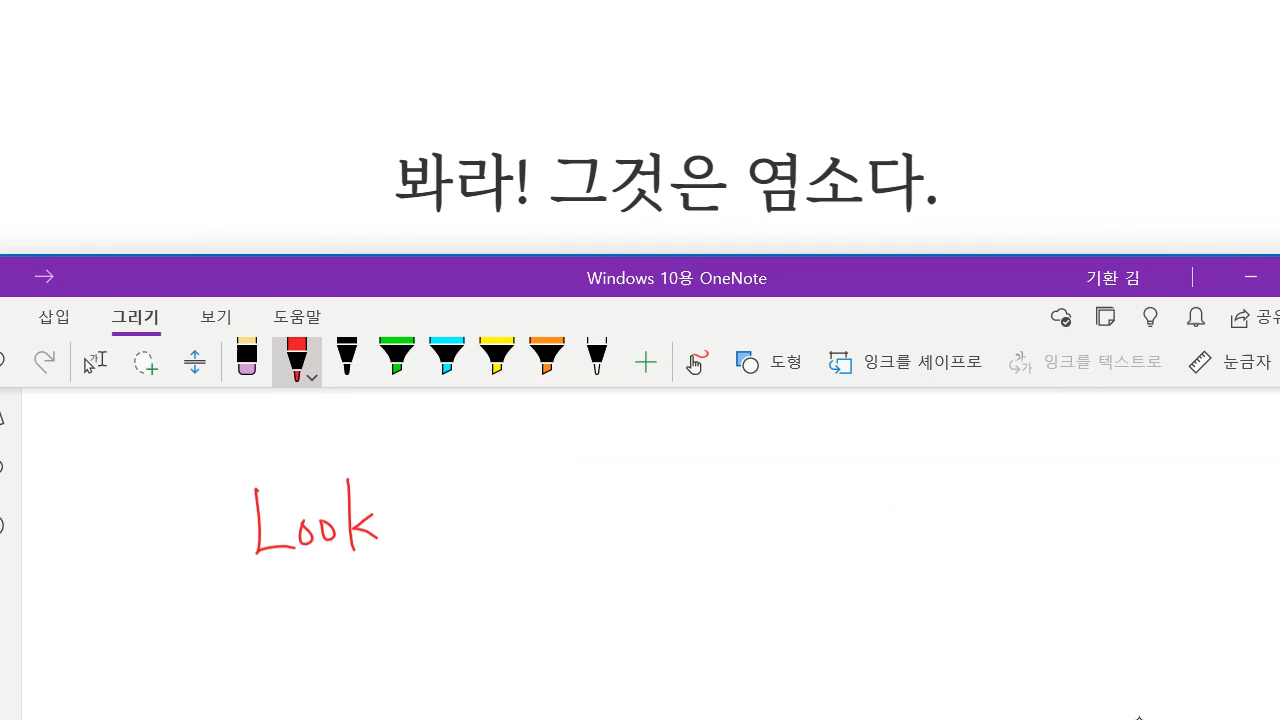 봐라! 그것은 염소다.
Windows 10용 OneNote
기환 김
삽입 그리기 보기 도움말
도형 잉크를 셰이프로 잉크를 텍스트로 눈금자
Look